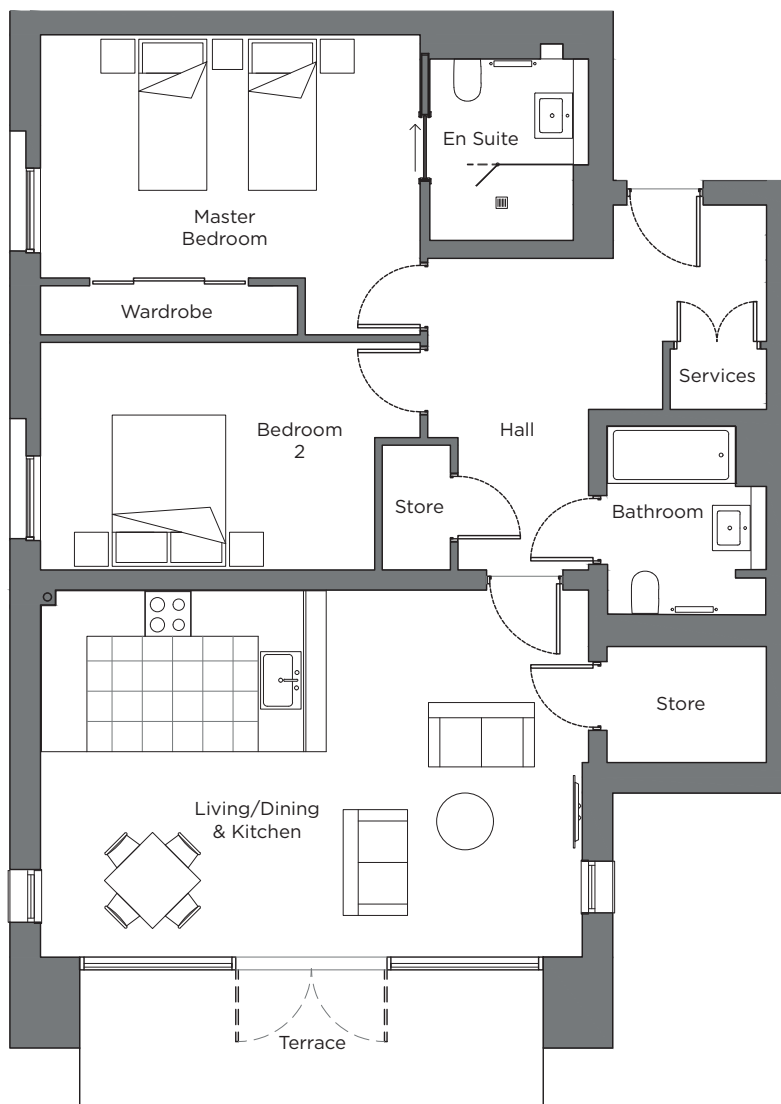 En Suite
Master
Bedroom
Wardrobe
Services
Bedroom
2
Hall
Store
Bathroom
Store
Living/Dining
& Kitchen
Terrace